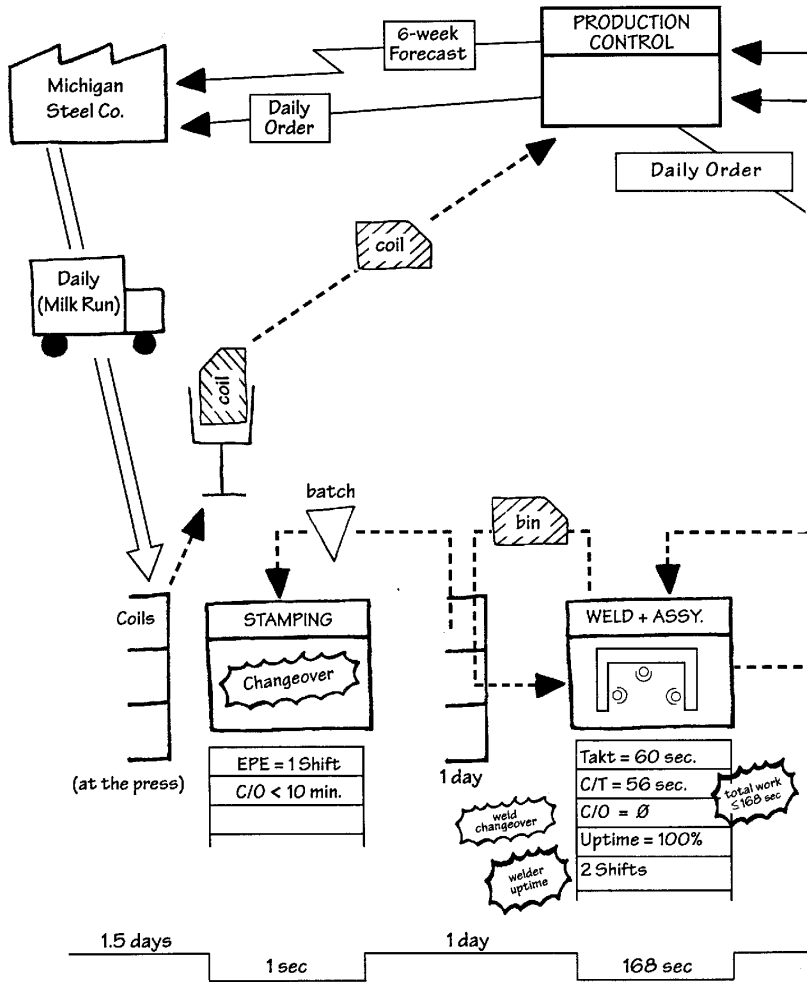 6-week
Forecast
PRODUCTION
CONTROL
Michigan
Steel Co.
Daily
Order
Daily Order
coil
Daily
(Milk Run)
coil
batch
bin
Coils
STAMPING
WELD + ASSY.
Changeover
(at the press)
EPE = 1 Shift
C/O < 10 min.
1 day
Takt = 60 sec.
C/T = 56 sec.
C/O = Ø
Uptime = 100%
2 Shifts
total work
≤ 168 sec
weld
changeover
welder
uptime
1.5 days
1 sec
1 day
168 sec